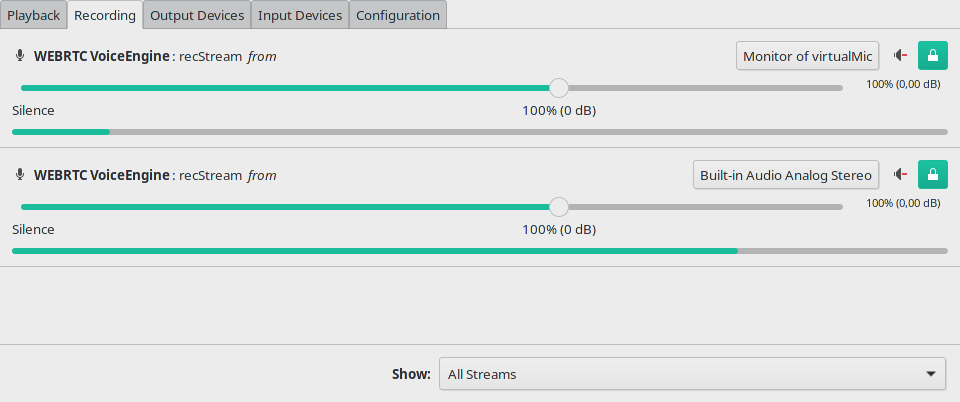 Playback Recording Output Devices Input Devices Configuration
WEBRTC VoiceEngine : recStream from Monitor of virtualMic
100% (0,00 dB)
Silence 100% (0 dB)
WEBRTC VoiceEngine : recStream from Built-in Audio Analog Stereo
100% (0,00 dB)
Silence 100% (0 dB)
Show: All Streams